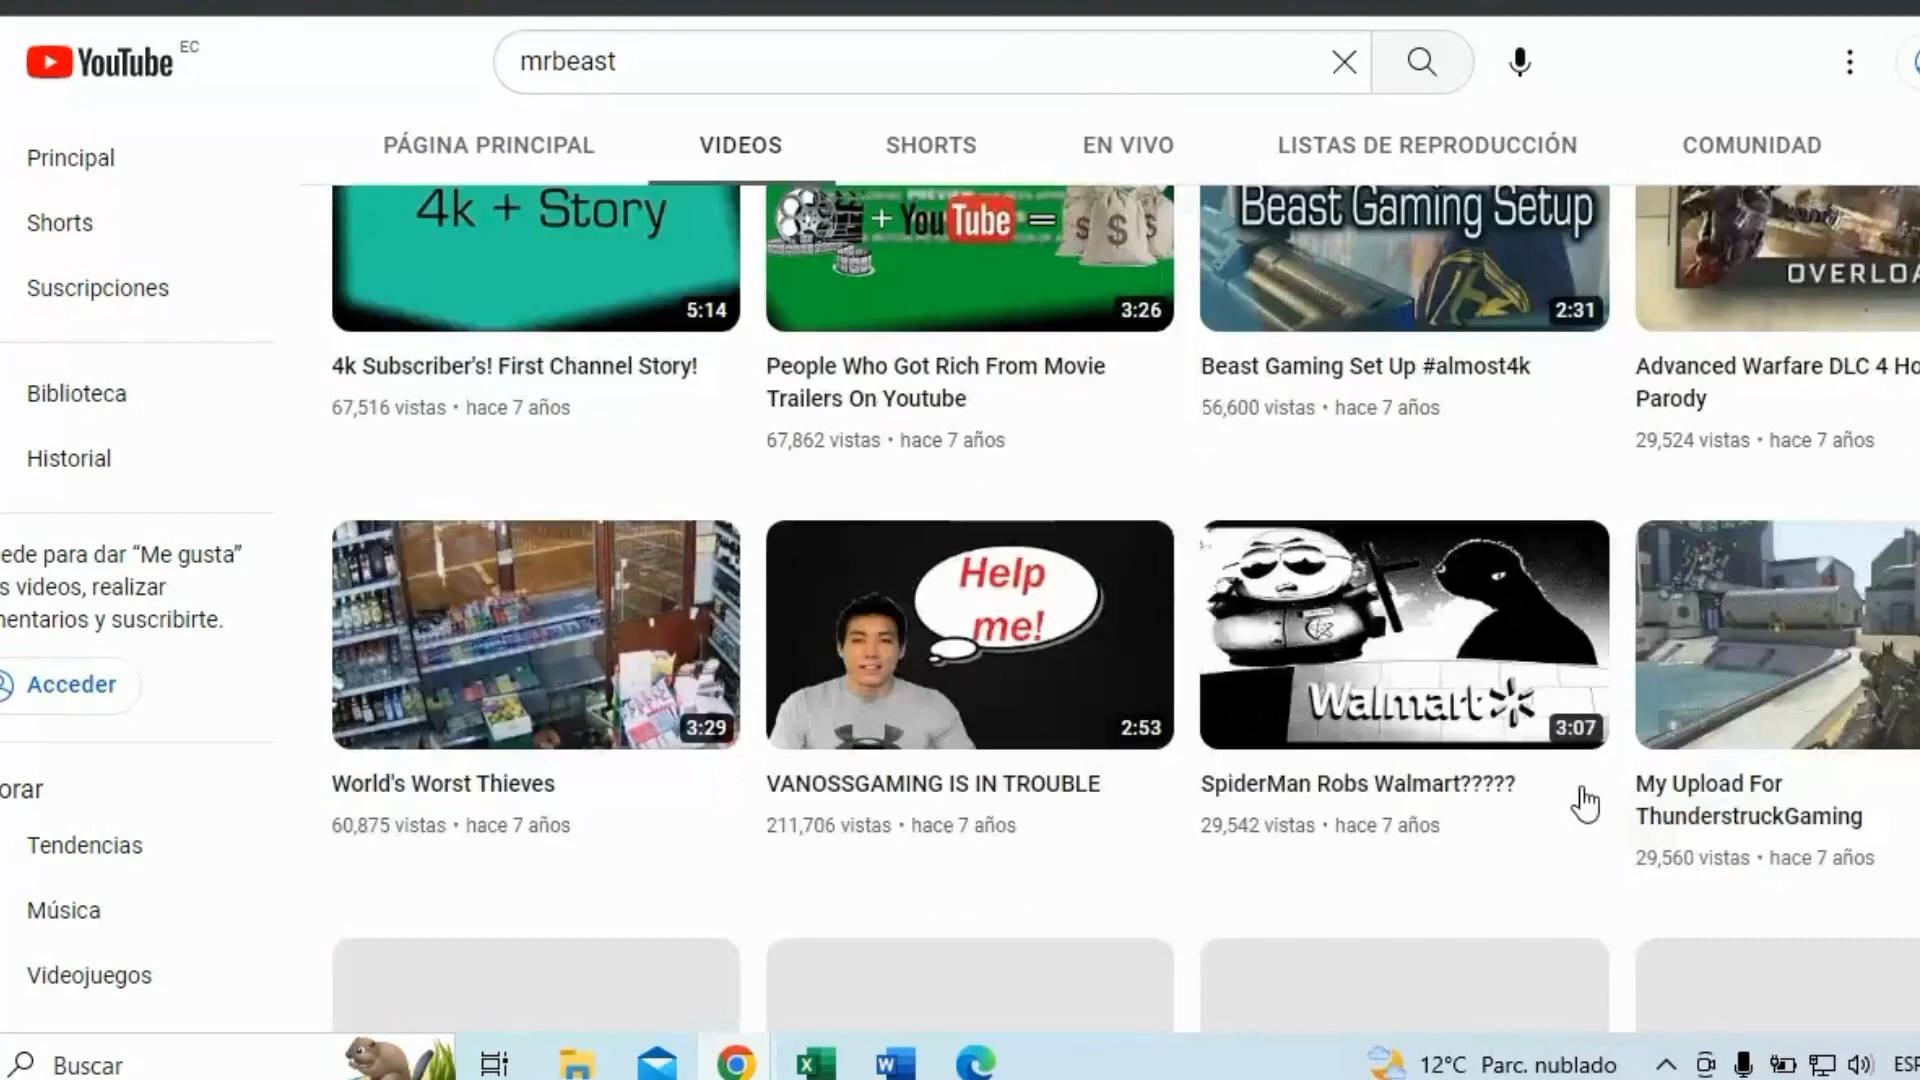 YouTube EC
mrbeast
PÁGINA PRINCIPAL VIDEOS SHORTS EN VIVO LISTAS DE REPRODUCCIÓN COMUNIDAD
Principal
Shorts
Suscripciones
Biblioteca
Historial
ede para dar “Me gusta”
s videos, realizar
entarios y suscribirte.
Acceder
orar
Tendencias
Música
Videojuegos
4k + Story
5:14
4k Subscriber's! First Channel Story!
67,516 vistas • hace 7 años
+ YouTube =
$ $ $
3:26
People Who Got Rich From Movie
Trailers On Youtube
67,862 vistas • hace 7 años
Beast Gaming Setup
2:31
Beast Gaming Set Up #almost4k
56,600 vistas • hace 7 años
OVERLOA
Advanced Warfare DLC 4 Ho
Parody
29,524 vistas • hace 7 años
3:29
World's Worst Thieves
60,875 vistas • hace 7 años
Help
me!
2:53
VANOSSGAMING IS IN TROUBLE
211,706 vistas • hace 7 años
Walmart
3:07
SpiderMan Robs Walmart?????
29,542 vistas • hace 7 años
My Upload For
ThunderstruckGaming
29,560 vistas • hace 7 años
Buscar
12°C Parc. nublado
ESP